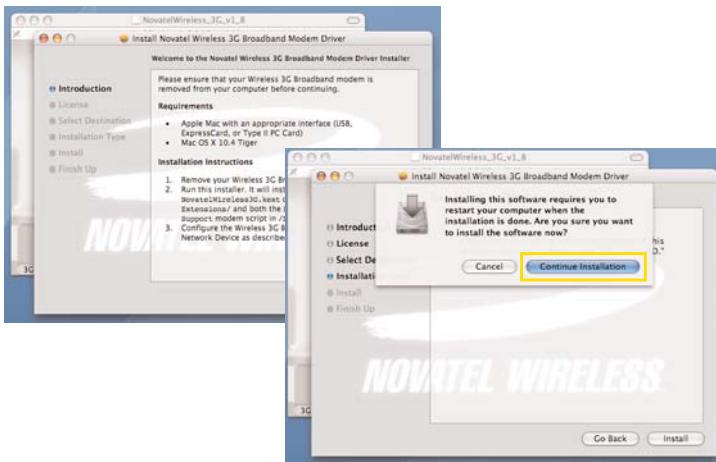 NovatelWireless_3G_v1_8
Install Novatel Wireless 3G Broadband Modem Driver
Welcome to the Novatel Wireless 3G Broadband Modem Driver Installer
Introduction
License
Select Destination
Installation Type
Install
Finish Up
Please ensure that your Wireless 3G Broadband modem is
removed from your computer before continuing.
Requirements
• Apple Mac with an appropriate interface (USB,
ExpressCard, or Type II PC Card)
• Mac OS X 10.4 Tiger
Installation Instructions
1. Remove your Wireless 3G Br
2. Run this installer. It will inst
NovatelWireless3G.kext
Extensions/ and both the
Support modem script in /
3. Configure the Wireless 3G B
Network Device as describe
NOVATEL W
3G
NovatelWireless_3G_v1_8
Install Novatel Wireless 3G Broadband Modem Driver
Installing this software requires you to
restart your computer when the
installation is done. Are you sure you want
to install the software now?
Cancel
Continue Installation
Introduct
License
Select De
Installati
Install
Finish Up
his
NOVATEL WIRELESS
3G
Go Back
Install